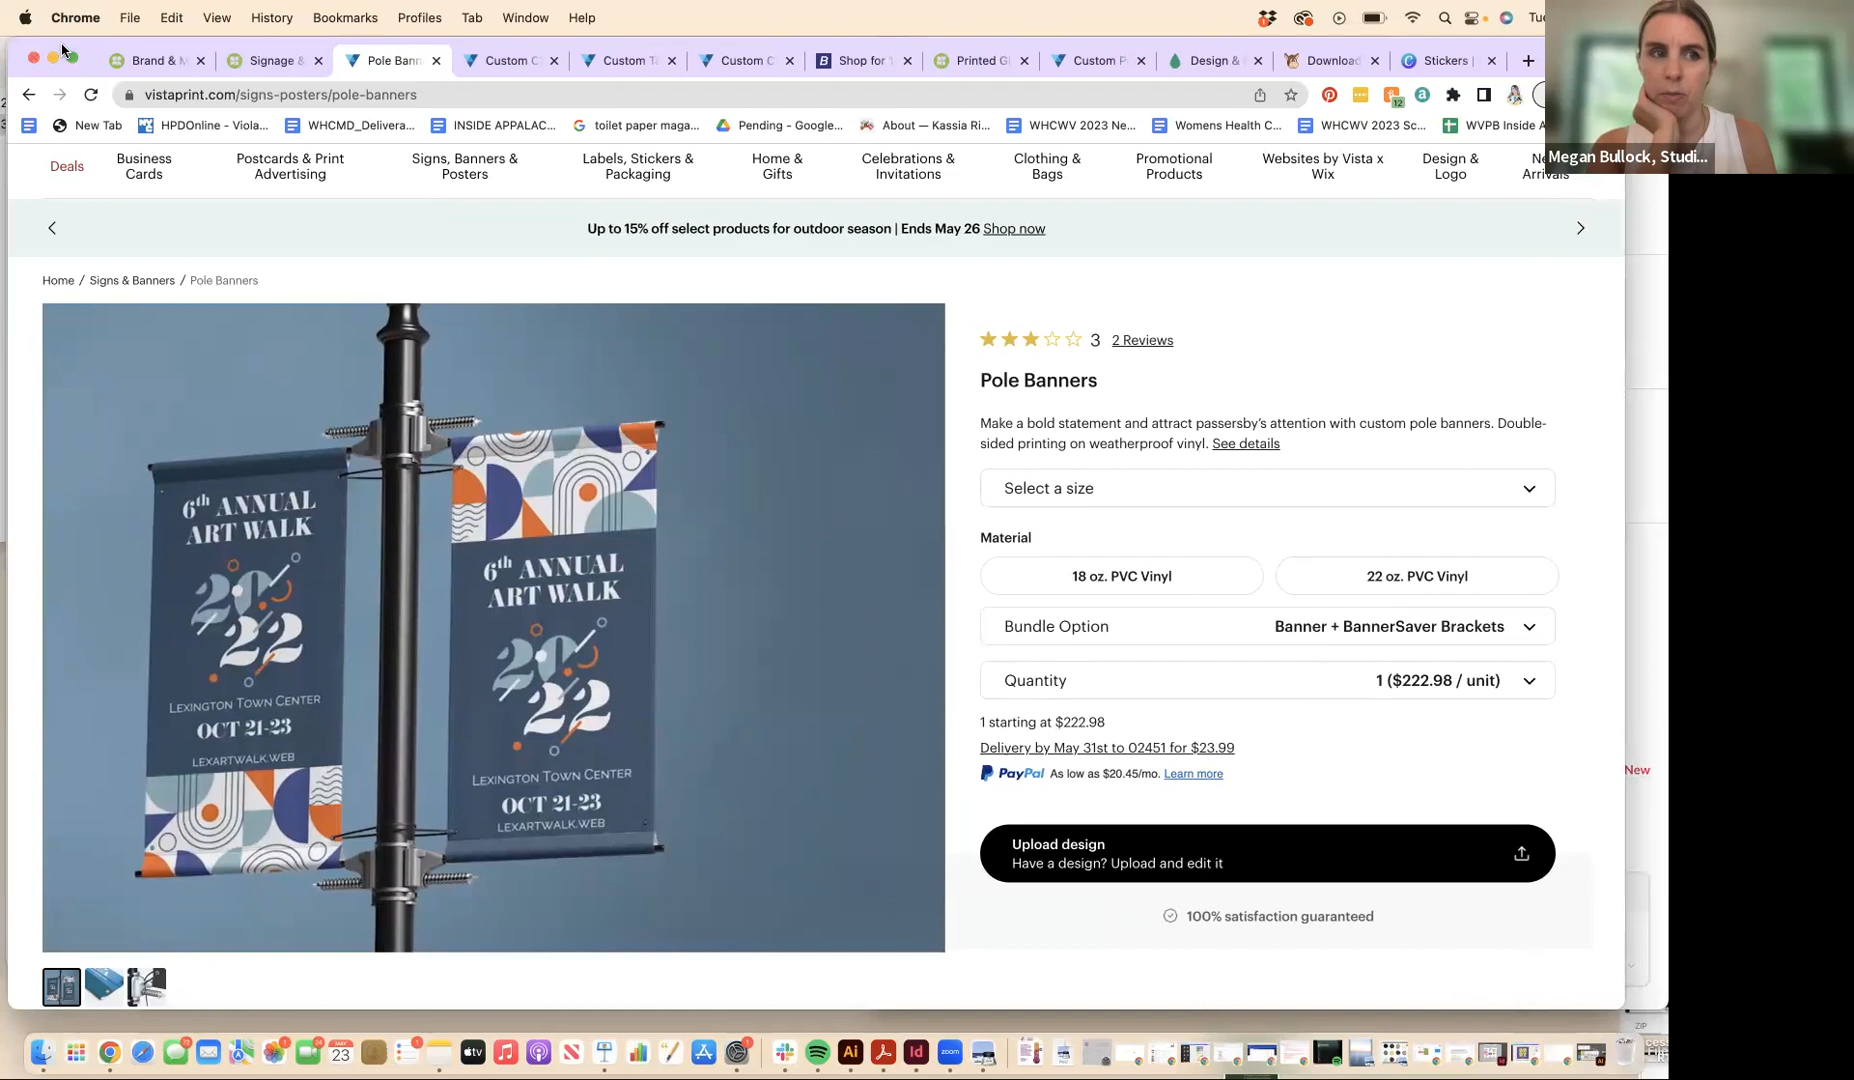 Chrome File Edit View History Bookmarks Profiles Tab Window Help
Brand & Signage & Pole Ban Custom C Custom Custom C Shop for Printed G Custom P Design & Download Stickers |
vistaprint.com/signs-posters/pole-banners
12
New Tab HPDOnline - Viola... WHCMD_Delivera... INSIDE APPALAC... toilet paper maga... Pending - Google... About — Kassia Ri... WHCWV 2023 Ne... Womens Health C... WHCWV 2023 Sc... WVPB Inside A
Megan Bullock, Studi...
Deals
Business
Cards
Postcards & Print
Advertising
Signs, Banners &
Posters
Labels, Stickers &
Packaging
Home &
Gifts
Celebrations &
Invitations
Clothing &
Bags
Promotional
Products
Websites by Vista x
Wix
Design &
Logo
Arrivals
Up to 15% off select products for outdoor season | Ends May 26 Shop now
Home / Signs & Banners / Pole Banners
6th ANNUAL
ART WALK
2022
LEXINGTON TOWN CENTER
OCT 21-23
LEXARTWALK.WEB
6th ANNUAL
ART WALK
2022
LEXINGTON TOWN CENTER
OCT 21-23
LEXARTWALK.WEB
3 2 Reviews
Pole Banners
Make a bold statement and attract passersby's attention with custom pole banners. Double-
sided printing on weatherproof vinyl. See details
Select a size
Material
18 oz. PVC Vinyl 22 oz. PVC Vinyl
Bundle Option Banner + BannerSaver Brackets
Quantity 1 ($222.98 / unit)
1 starting at $222.98
Delivery by May 31st to 02451 for $23.99
PayPal As low as $20.45/mo. Learn more
New
Upload design
Have a design? Upload and edit it
100% satisfaction guaranteed
ZIP
MAY
23
tv
Ai
Id
zoom